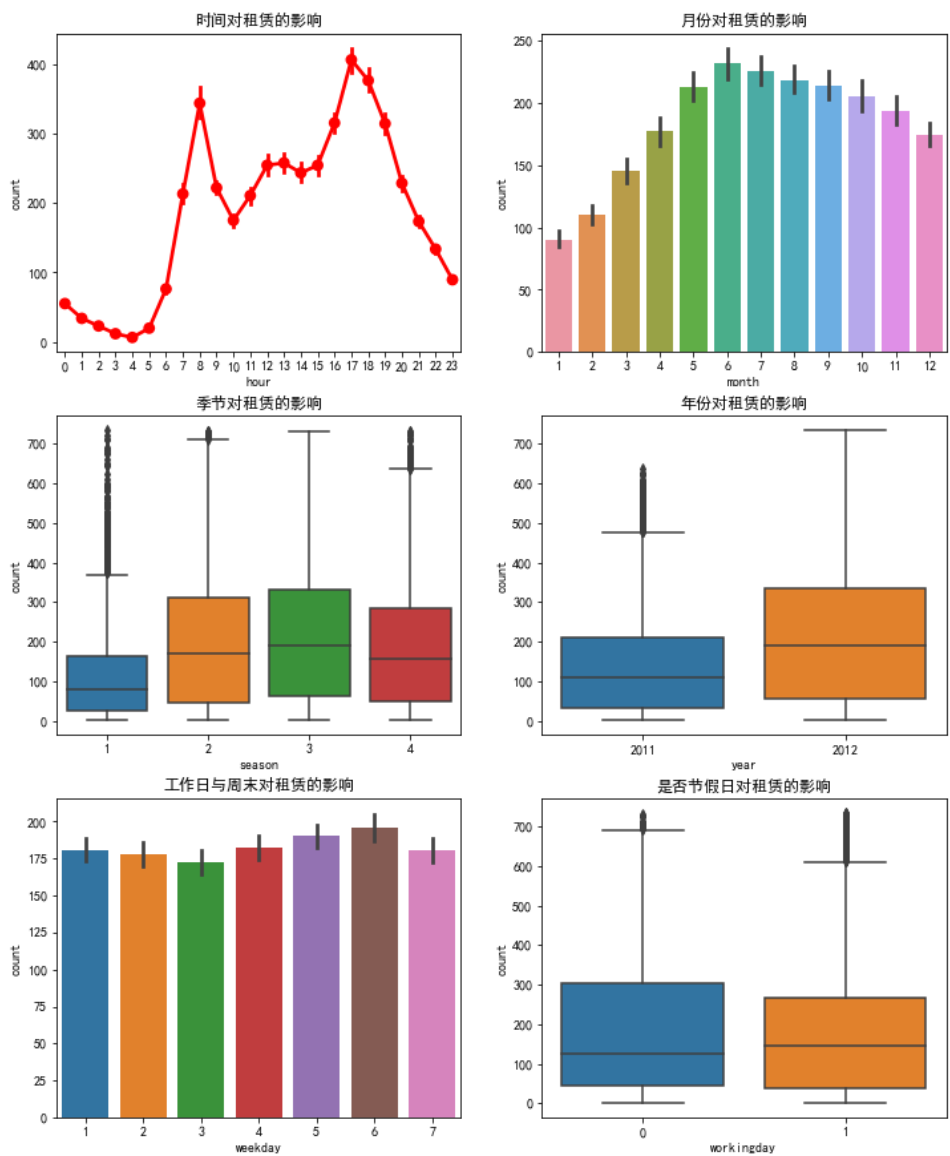 时间对租赁的影响
count
400
300
200
100
0
0 1 2 3 4 5 6 7 8 9 10 11 12 13 14 15 16 17 18 19 20 21 22 23
hour
月份对租赁的影响
count
250
200
150
100
50
0
1 2 3 4 5 6 7 8 9 10 11 12
month
季节对租赁的影响
count
700
600
500
400
300
200
100
0
1 2 3 4
season
年份对租赁的影响
count
700
600
500
400
300
200
100
0
2011 2012
year
工作日与周末对租赁的影响
count
200
175
150
125
100
75
50
25
0
1 2 3 4 5 6 7
weekday
是否节假日对租赁的影响
count
700
600
500
400
300
200
100
0
0 1
workingday